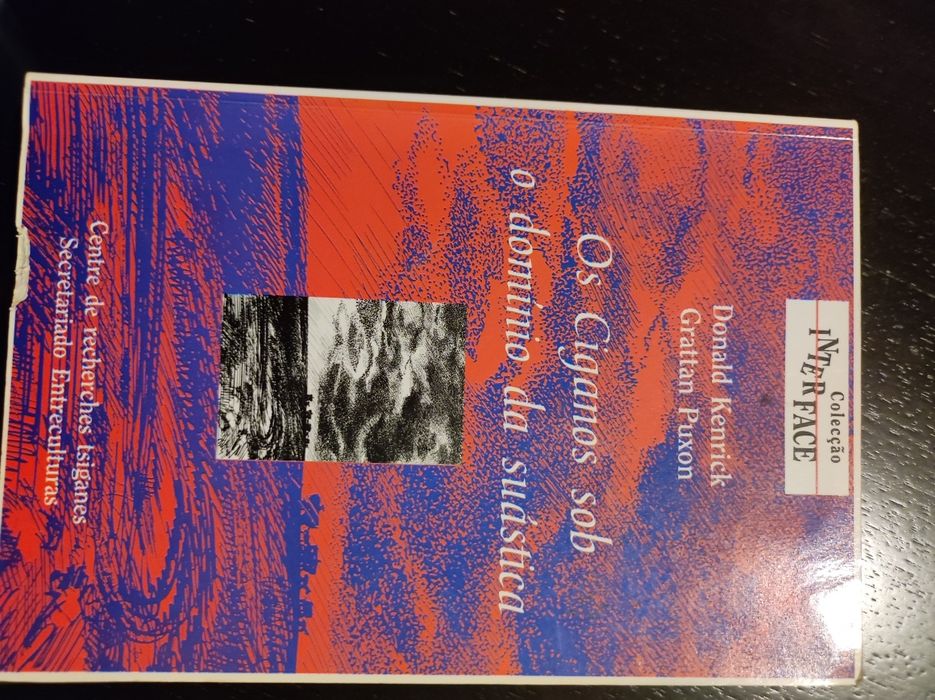 Colecção
INTERFACE
Donald Kenrick
Grattan Puxon
Os Ciganos sob
o domínio da suástica
Centre de recherches tsiganes
Secretariado Entreculturas